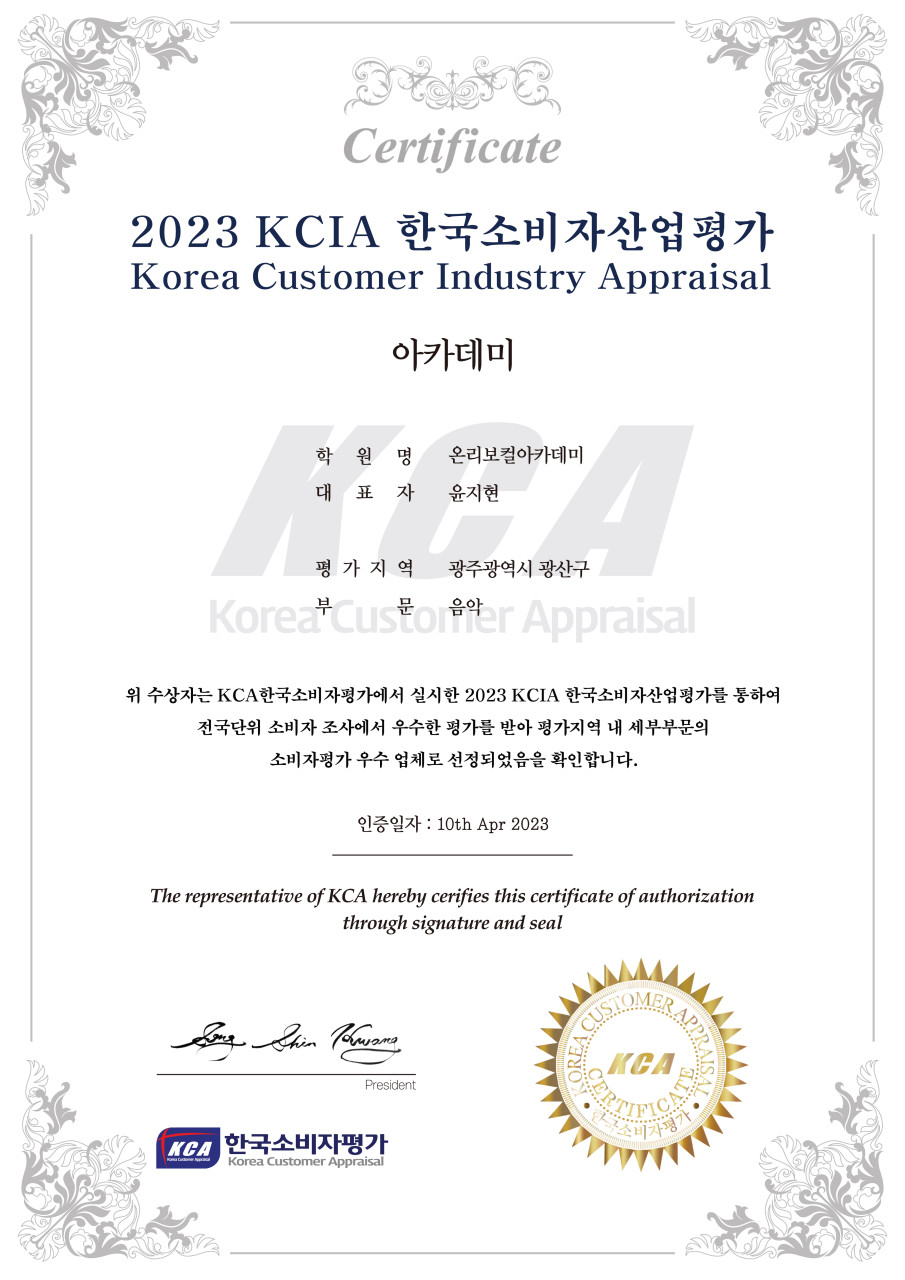 Certificate
2023 KCIA 한국소비자산업평가
Korea Customer Industry Appraisal
아카데미
KCA
Korea Customer Appraisal
학 원 명 온리보컬아카데미
대 표 자 윤지현
평 가 지 역 광주광역시 광산구
부 문 음악
위 수상자는 KCA한국소비자평가에서 실시한 2023 KCIA 한국소비자산업평가를 통하여
전국단위 소비자 조사에서 우수한 평가를 받아 평가지역 내 세부부문의
소비자평가 우수 업체로 선정되었음을 확인합니다.
인증일자 : 10th Apr 2023
The representative of KCA hereby cerifies this certificate of authorization
through signature and seal
Song Shin Kwang
President
KCA 한국소비자평가
Korea Customer Appraisal Korea Customer Appraisal
KOREA CUSTOMER APPRAISAL
KCA
CERTIFICATE
한국소비자평가